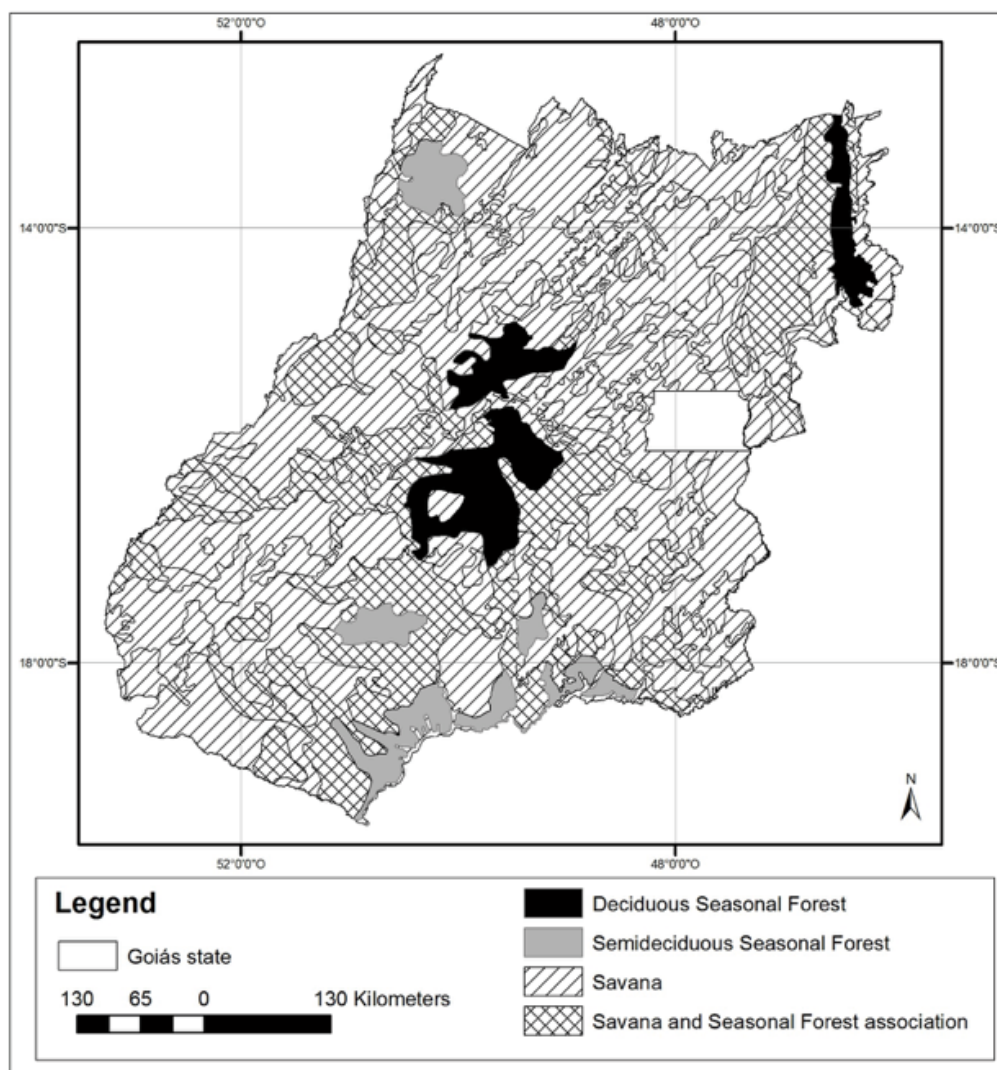 52°0'0"O 48°0'0"O
14°0'0"S 14°0'0"S
18°0'0"S 18°0'0"S
N
52°0'0"O 48°0'0"O
Legend
Goiás state
130 65 0 130 Kilometers
Deciduous Seasonal Forest
Semideciduous Seasonal Forest
Savana
Savana and Seasonal Forest association